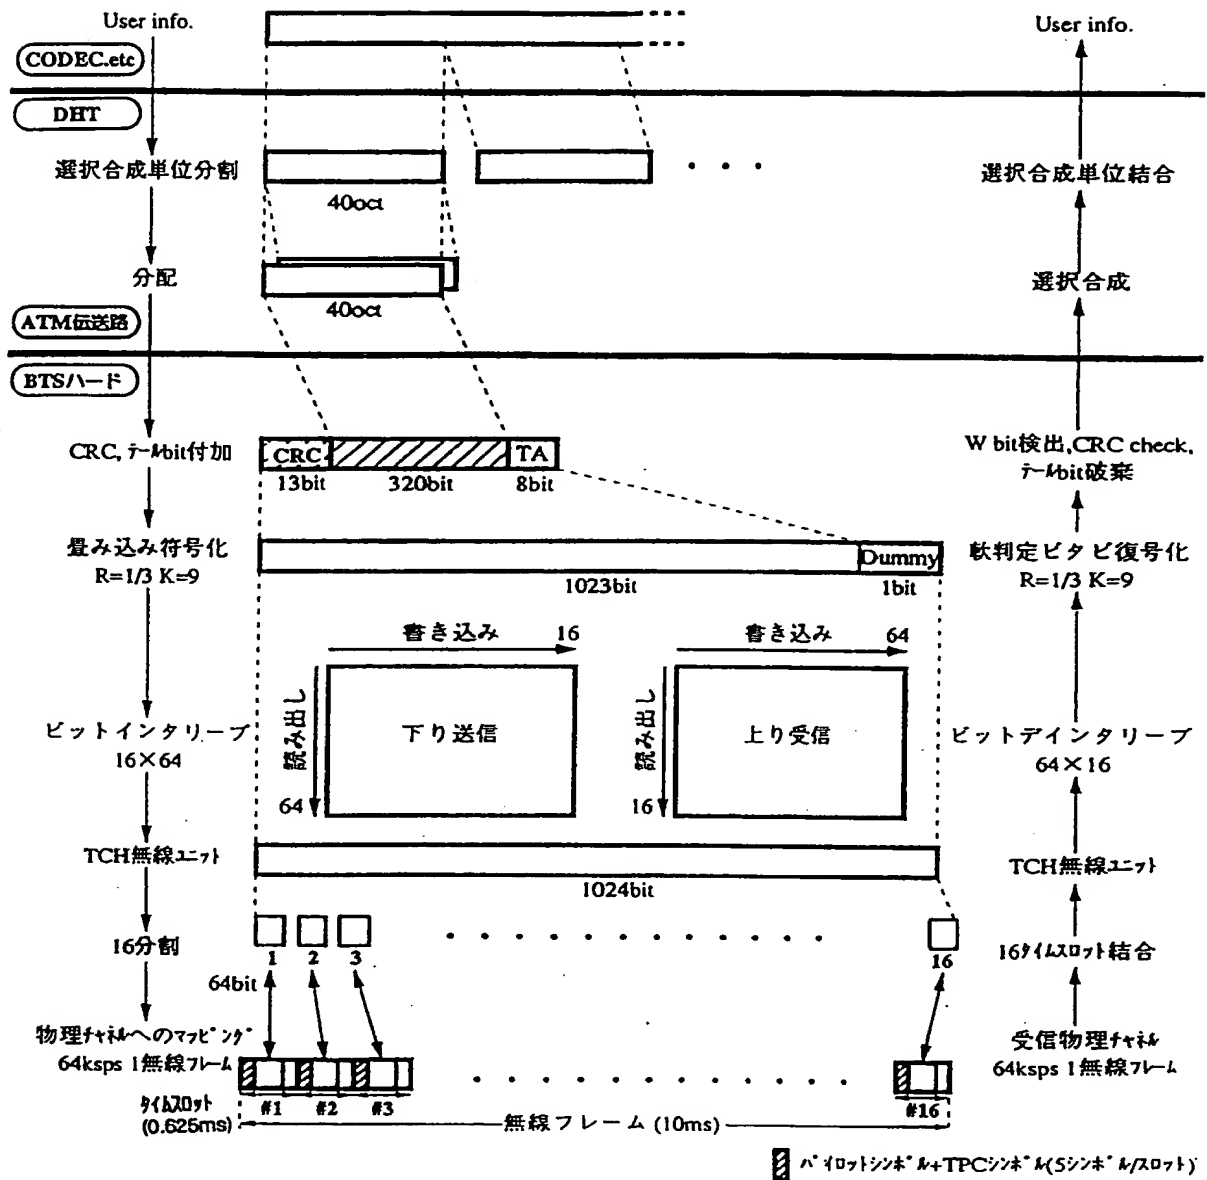 User info.
User info.
CODEC.etc
DHT
選択合成単位分割
40oct
選択合成単位結合
分配
40oct
選択合成
ATM伝送路
BTSハード
CRC, テールbit付加
CRC
TA
13bit
320bit
8bit
W bit検出,CRC check,
テールbit破棄
畳み込み符号化
R=1/3 K=9
Dummy
1023bit
1bit
軟判定ビタビ復号化
R=1/3 K=9
書き込み
16
書き込み
64
読み出し
下り送信
64
読み出し
上り受信
16
ビットインタリーブ
16×64
ビットデインタリーブ
64×16
TCH無線ユニット
1024bit
TCH無線ユニット
16分割
1
2
3
16
16タイムスロット結合
64bit
物理チャネルへのマッピング
64ksps 1無線フレーム
受信物理チャネル
64ksps 1無線フレーム
#1
#2
#3
#16
タイムスロット
(0.625ms)
無線フレーム (10ms)
パイロットシンボル+TPCシンボル(5シンボル/スロット)